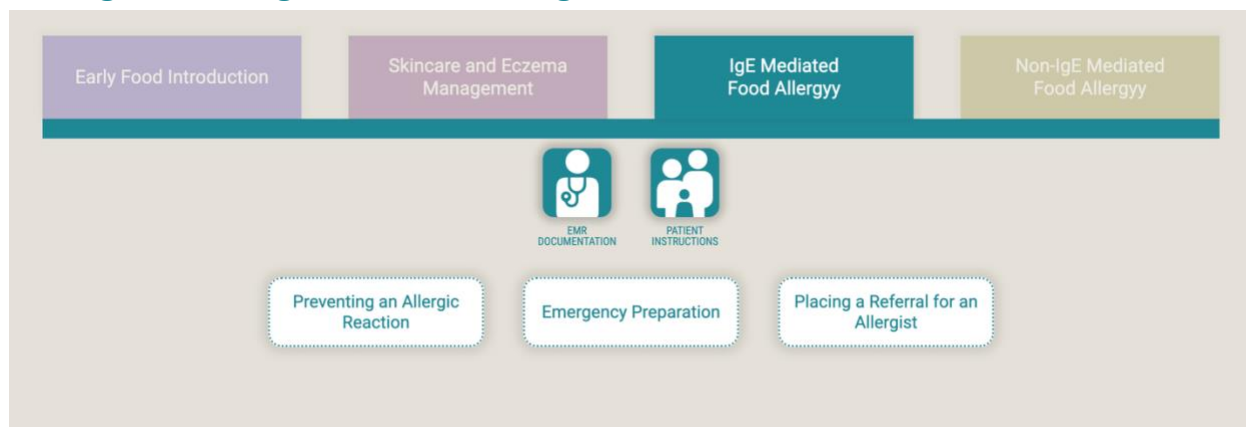 Early Food Introduction
Skincare and Eczema
Management
IgE Mediated
Food Allergyy
Non-IgE Mediated
Food Allergyy
EMR
DOCUMENTATION
PATIENT
INSTRUCTIONS
Preventing an Allergic
Reaction
Emergency Preparation
Placing a Referral for an
Allergist